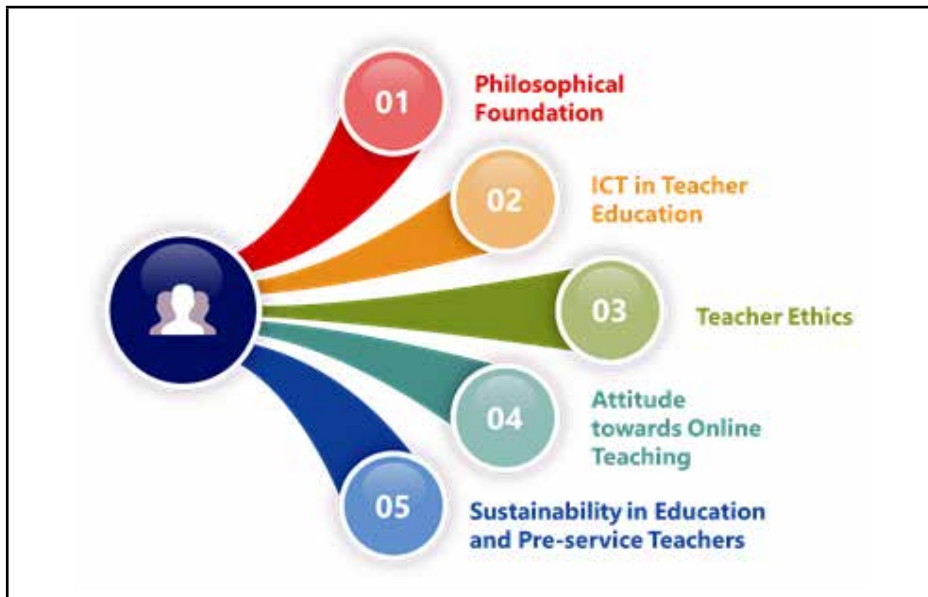 01
Philosophical
Foundation
02
ICT in Teacher
Education
03
Teacher Ethics
04
Attitude
towards Online
Teaching
05
Sustainability in Education
and Pre-service Teachers